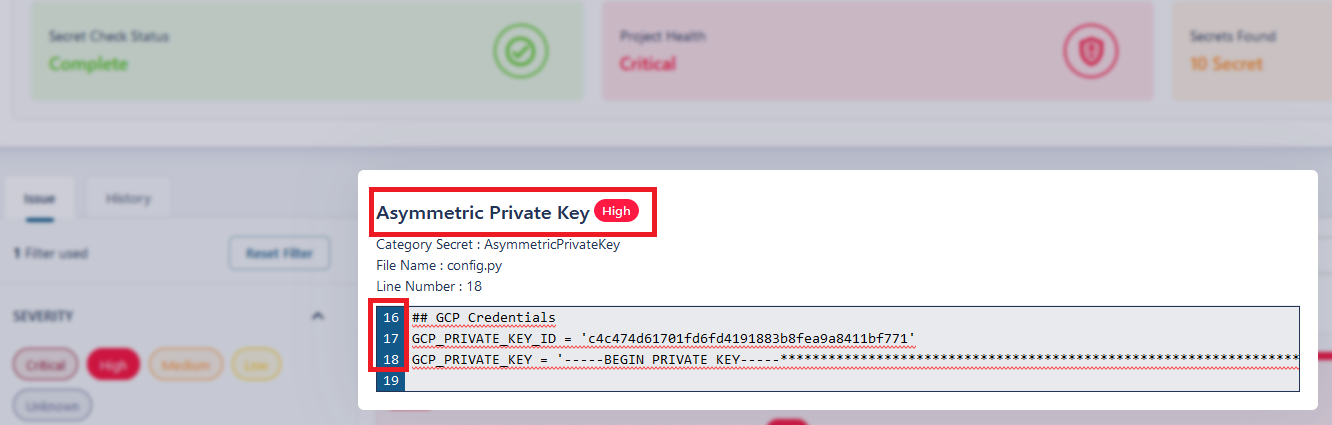 Secret Check Status
Complete
Project Health
Critical
Secrets Found
10 Secret
Issue
History
1 Filter used
Reset Filter
SEVERITY
Critical
High
Medium
Low
Unknown
Asymmetric Private Key High
Category Secret : AsymmetricPrivateKey
File Name : config.py
Line Number : 18
16 ## GCP Credentials
17 GCP_PRIVATE_KEY_ID = 'c4c474d61701fd6fd4191883b8fea9a8411bf771'
18 GCP_PRIVATE_KEY = '-----BEGIN PRIVATE KEY-----*****************************************************************
19